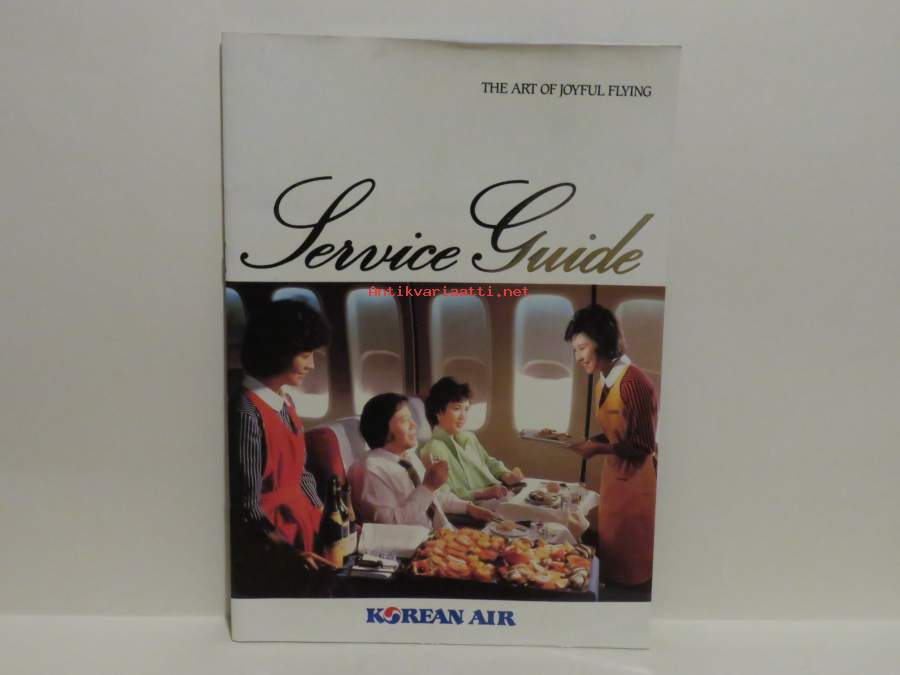 THE ART OF JOYFUL FLYING
Service Guide
antikvariaatti.net
KOREAN AIR